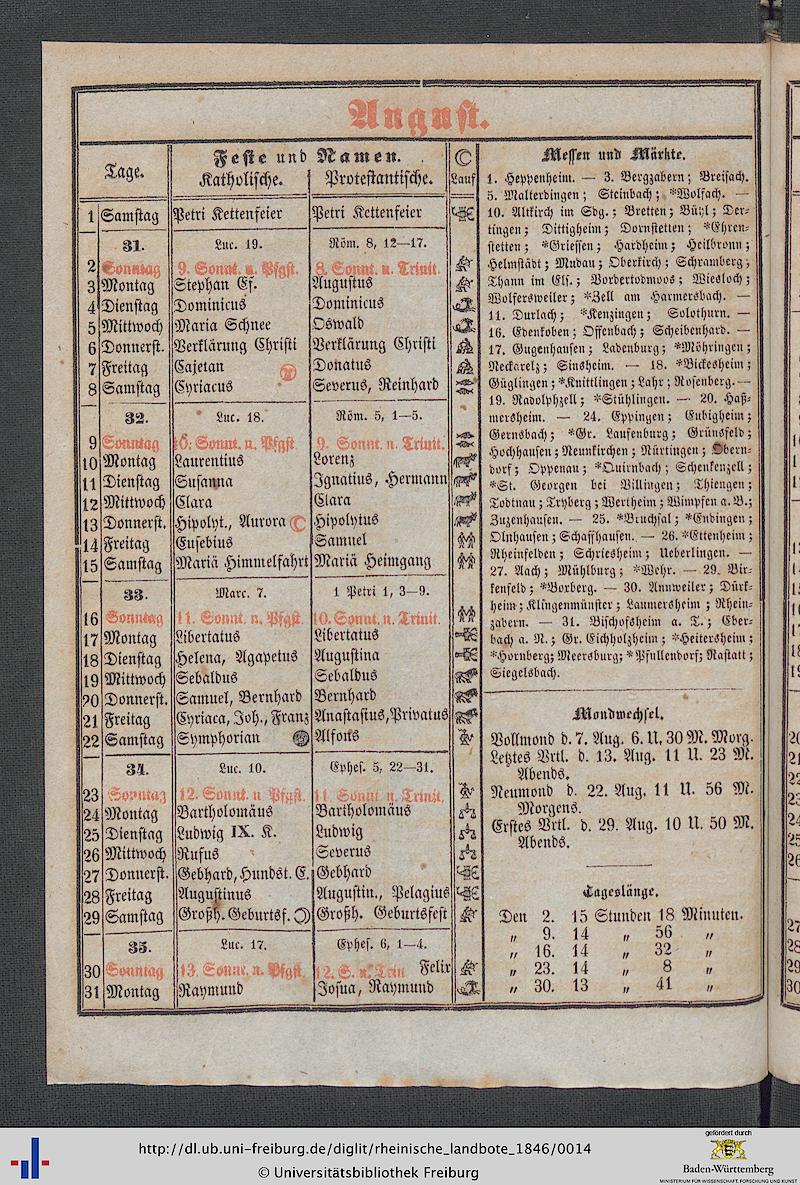 August.
Tage.
Feste und Namen.
Katholische.
Protestantische.
Lauf
1 Samstag Petri Kettenfeier Petri Kettenfeier
31. Luc. 19. Röm. 8, 12—17.
2 Sonntag 9. Sonnt. n. Pfgst. 8. Sonnt. n. Trinit.
3 Montag Stephan Ef. Augustus
4 Dienstag Dominicus Dominicus
5 Mittwoch Maria Schnee Oswald
6 Donnerst. Verklärung Christi Verklärung Christi
7 Freitag Cajetan Donatus
8 Samstag Cyriacus Severus, Reinhard
32. Luc. 18. Röm. 5, 1—5.
9 Sonntag 10. Sonnt. n. Pfgst. 9. Sonnt. n. Trinit.
10 Montag Laurentius Lorenz
11 Dienstag Susanna Ignatius, Hermann
12 Mittwoch Clara Clara
13 Donnerst. Hipolyt., Aurora Hipolytus
14 Freitag Eusebius Samuel
15 Samstag Mariä Himmelfahrt Mariä Heimgang
33. Marc. 7. 1 Petri 1, 3—9.
16 Sonntag 11. Sonnt. n. Pfgst. 10. Sonnt. n. Trinit.
17 Montag Libertatus Libertatus
18 Dienstag Helena, Agapetus Augustina
19 Mittwoch Sebaldus Sebaldus
20 Donnerst. Samuel, Bernhard Bernhard
21 Freitag Cyriaca, Joh., Franz Anastasius, Privatus
22 Samstag Symphorian Alfons
34. Luc. 10. Ephes. 5, 22—31.
23 Sonntag 12. Sonnt. n Pfgst. 11. Sonnt. n. Trinit.
24 Montag Bartholomäus Bartholomäus
25 Dienstag Ludwig IX. K. Ludwig
26 Mittwoch Rufus Severus
27 Donnerst. Gebhard, Hundst. E. Gebhard
28 Freitag Augustinus Augustin., Pelagius
29 Samstag Großh. Geburtsf. Großh. Geburtsfest
35. Luc. 17. Ephes. 6, 1—4.
30 Sonntag 13. Sonnt. n. Pfgst. 12. S. n. Trin Felix
31 Montag Raymund Josua, Raymund
Messen und Märkte.
1. Heppenheim. — 3. Bergzabern; Breisach.
5. Malterdingen; Steinbach; *Wolfach. —
10. Altkirch im Sdg.; Bretten; Bühl; Der-
tingen; Dittigheim; Dornstetten; *Ehren-
stetten; *Griessen; Hardheim; Heilbronn;
Helmstädt; Mudau; Oberkirch; Schramberg;
Thann im Els.; Vordertodmoos; Wiesloch;
Wolfersweiler; *Zell am Harmersbach. —
11. Durlach; *Kenzingen; Solothurn. —
16. Edenkoben; Offenbach; Scheibenhard. —
17. Gugenhausen; Ladenburg; *Möhringen;
Neckarelz; Sinsheim. — 18. *Bickesheim;
Güglingen; *Knittlingen; Lahr; Rosenberg. —
19. Radolphzell; *Stühlingen. — 20. Haß-
mersheim. — 24. Eppingen; Eubigheim;
Gernsbach; *Gr. Laufenburg; Grünsfeld;
Hochhausen; Neunkirchen; Nürtingen; Obern-
dorf; Oppenau; *Quirnbach; Schenkenzell;
*St. Georgen bei Villingen; Thiengen;
Todtnau; Tryberg; Wertheim; Wimpfen a. B.;
Zuzenhausen. — 25. *Bruchsal; *Endingen;
Olnhausen; Schaffhausen. — 26. *Ettenheim;
Rheinfelden; Schriesheim; Ueberlingen. —
27. Aach; Mühlburg; *Wehr. — 29. Bir-
kenfeld; *Borberg. — 30. Annweiler; Dürk-
heim; Klingenmünster; Laumersheim; Rhein-
zabern. — 31. Bischofsheim a. T.; Eber-
bach a. N.; Gr. Eichholzheim; *Heitersheim;
*Hornberg; Meersburg; *Pfullendorf; Rastatt;
Siegelsbach.
Mondwechsel.
Vollmond d. 7. Aug. 6. U, 30 M. Morg.
Letztes Vrtl. d. 13. Aug. 11 U. 23 M.
Abends.
Neumond d. 22. Aug. 11 U. 56 M.
Morgens.
Erstes Vrtl. d. 29. Aug. 10 U. 50 M.
Abends.
Tageslänge.
Den 2. 15 Stunden 18 Minuten.
„ 9. 14 „ 56 „
„ 16. 14 „ 32 „
„ 23. 14 „ 8 „
„ 30. 13 „ 41 „
http://dl.ub.uni-freiburg.de/diglit/rheinische_landbote_1846/0014
© Universitätsbibliothek Freiburg
gefördert durch
Baden-Württemberg
MINISTERIUM FÜR WISSENSCHAFT, FORSCHUNG UND KUNST